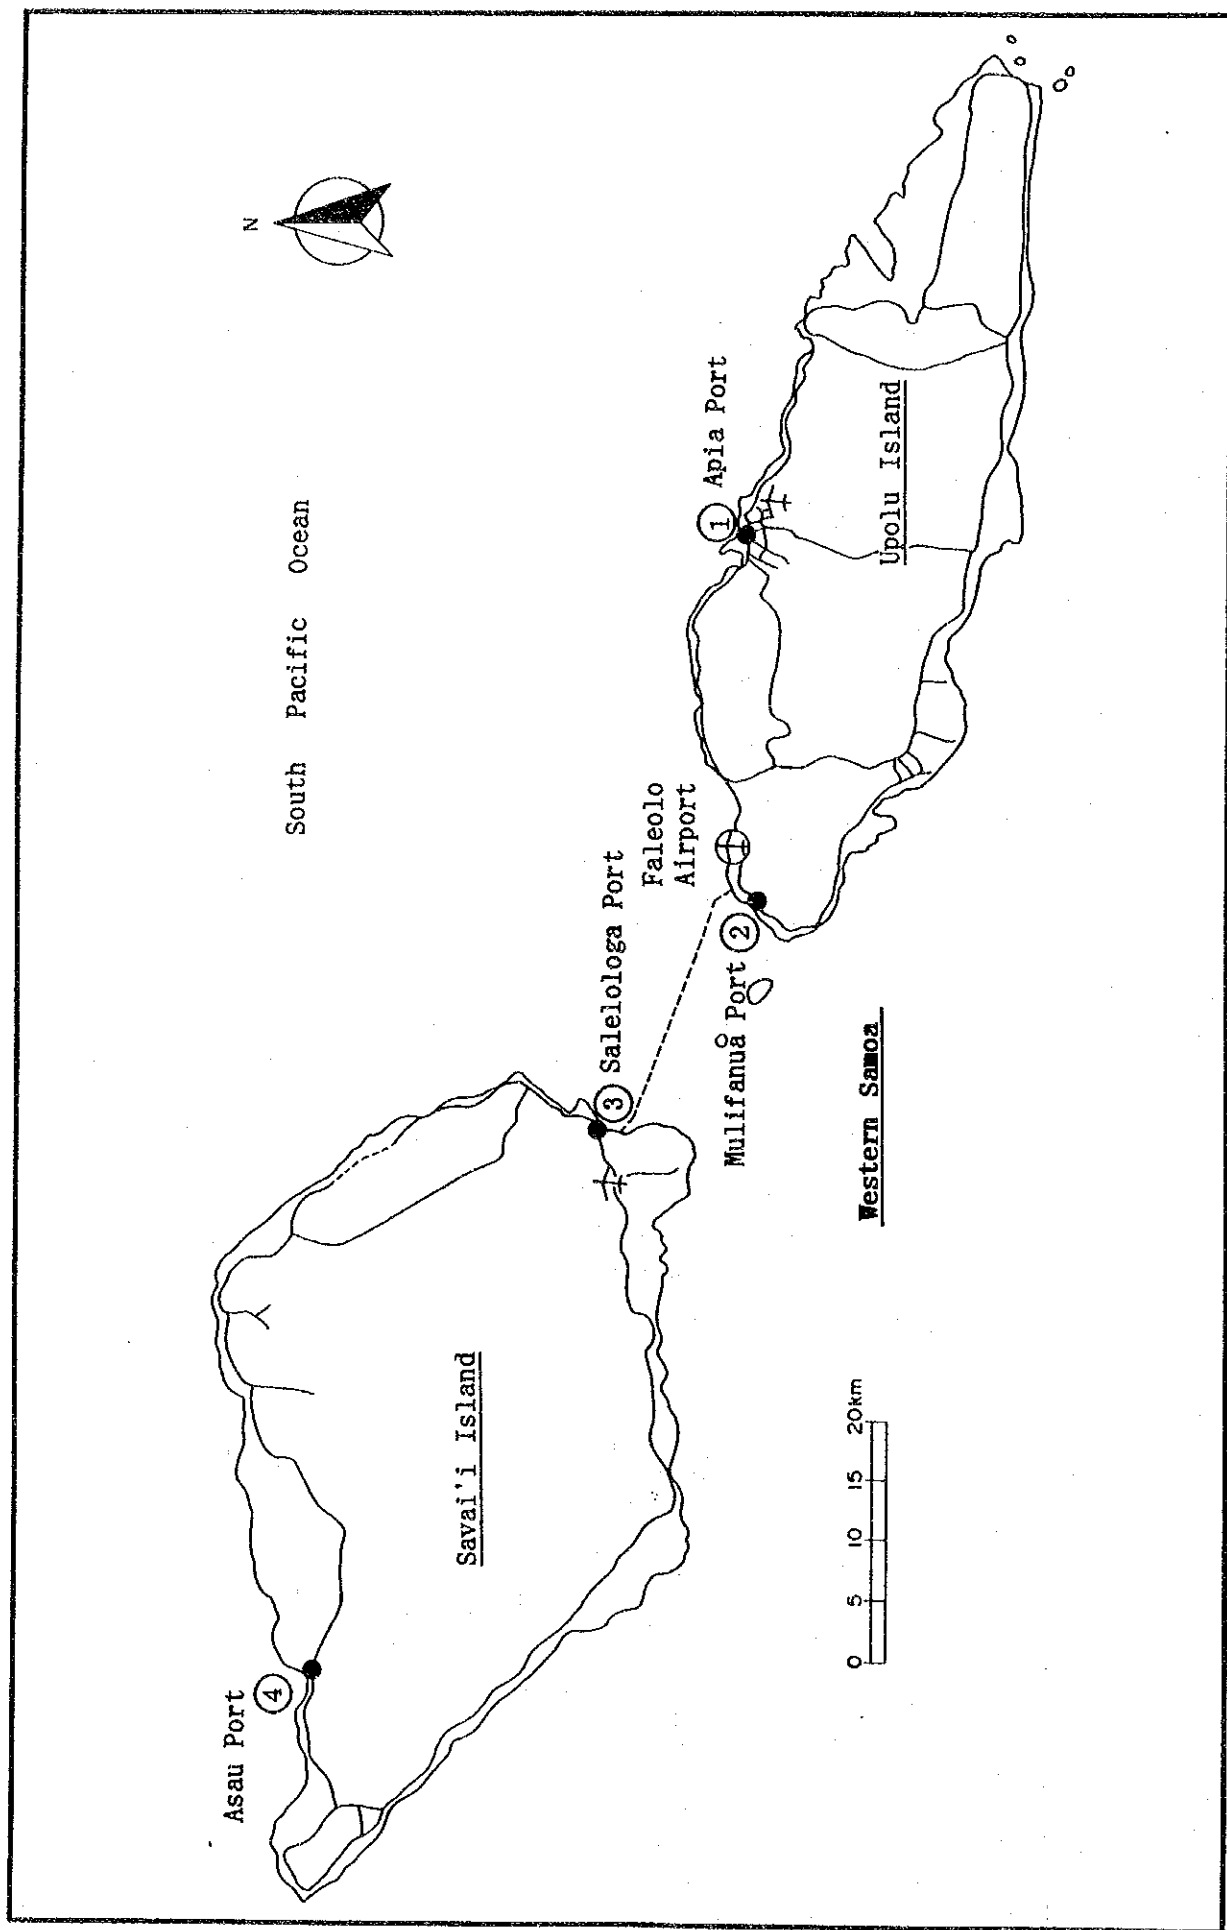 N
South Pacific Ocean
Asau Port
4
Savai'i Island
3 Salelologa Port
Faleolo
Airport
1 Apia Port
Mulifanua Port 2
Upolu Island
Western Samoa
0 5 10 15 20km